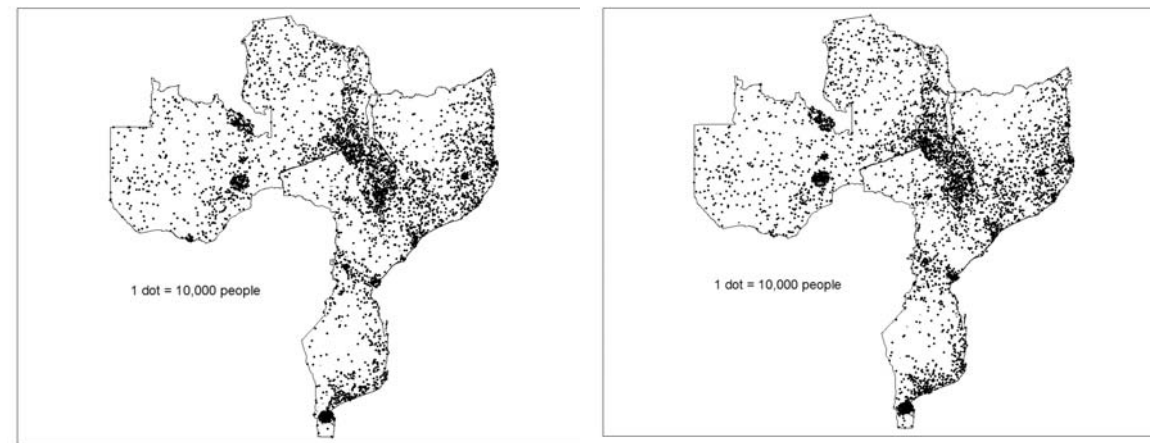 1 dot = 10,000 people
1 dot = 10,000 people